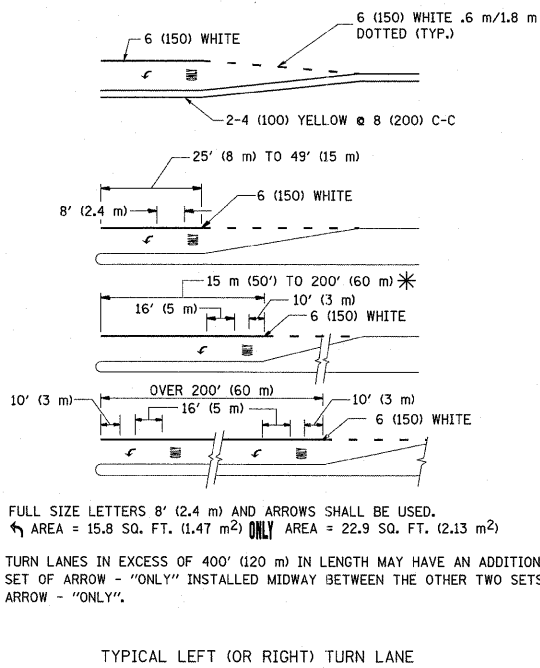 6 (150) WHITE .6 m/1.8 m
DOTTED (TYP.)
6 (150) WHITE
2-4 (100) YELLOW @ 8 (200) C-C
25' (8 m) TO 49' (15 m)
6 (150) WHITE
8' (2.4 m)
15 m (50') TO 200' (60 m) *
16' (5 m)
10' (3 m)
6 (150) WHITE
OVER 200' (60 m)
10' (3 m)
16' (5 m)
10' (3 m)
6 (150) WHITE
FULL SIZE LETTERS 8' (2.4 m) AND ARROWS SHALL BE USED.
AREA = 15.8 SQ. FT. (1.47 m²) ONLY AREA = 22.9 SQ. FT. (2.13 m²)
TURN LANES IN EXCESS OF 400' (120 m) IN LENGTH MAY HAVE AN ADDITION
SET OF ARROW - "ONLY" INSTALLED MIDWAY BETWEEN THE OTHER TWO SETS
ARROW - "ONLY".
TYPICAL LEFT (OR RIGHT) TURN LANE